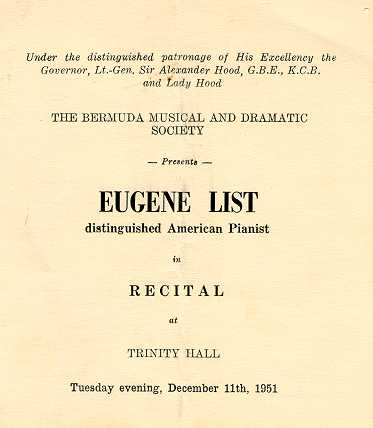 Under the distinguished patronage of His Excellency the
Governor, Lt.-Gen. Sir Alexander Hood, G.B.E., K.C.B.
and Lady Hood
THE BERMUDA MUSICAL AND DRAMATIC
SOCIETY
— Presents —
EUGENE LIST
distinguished American Pianist
in
RECITAL
at
TRINITY HALL
Tuesday evening, December 11th, 1951